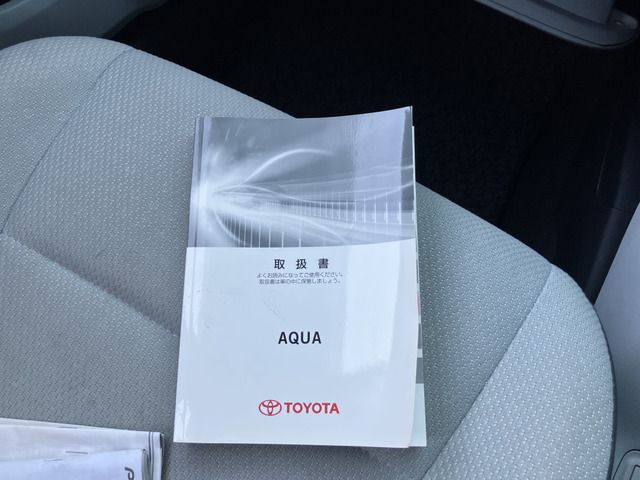 取扱書
よくお読みになってご使用ください。
取扱書は車の中に保管しましょう。
AQUA
TOYOTA